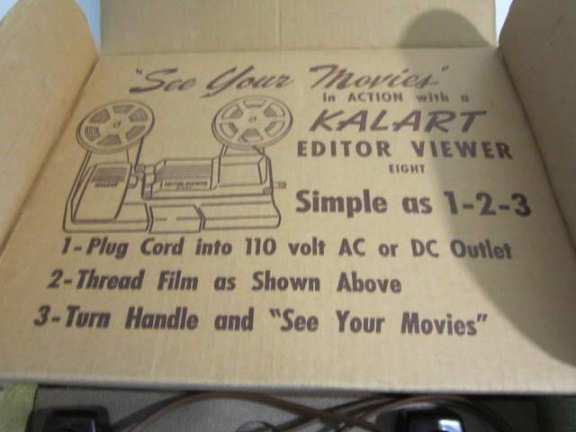 "See Your Movies"
in ACTION with a
KALART
EDITOR VIEWER
EIGHT
Simple as 1-2-3
1-Plug Cord into 110 volt AC or DC Outlet
2-Thread Film as Shown Above
3-Turn Handle and "See Your Movies"